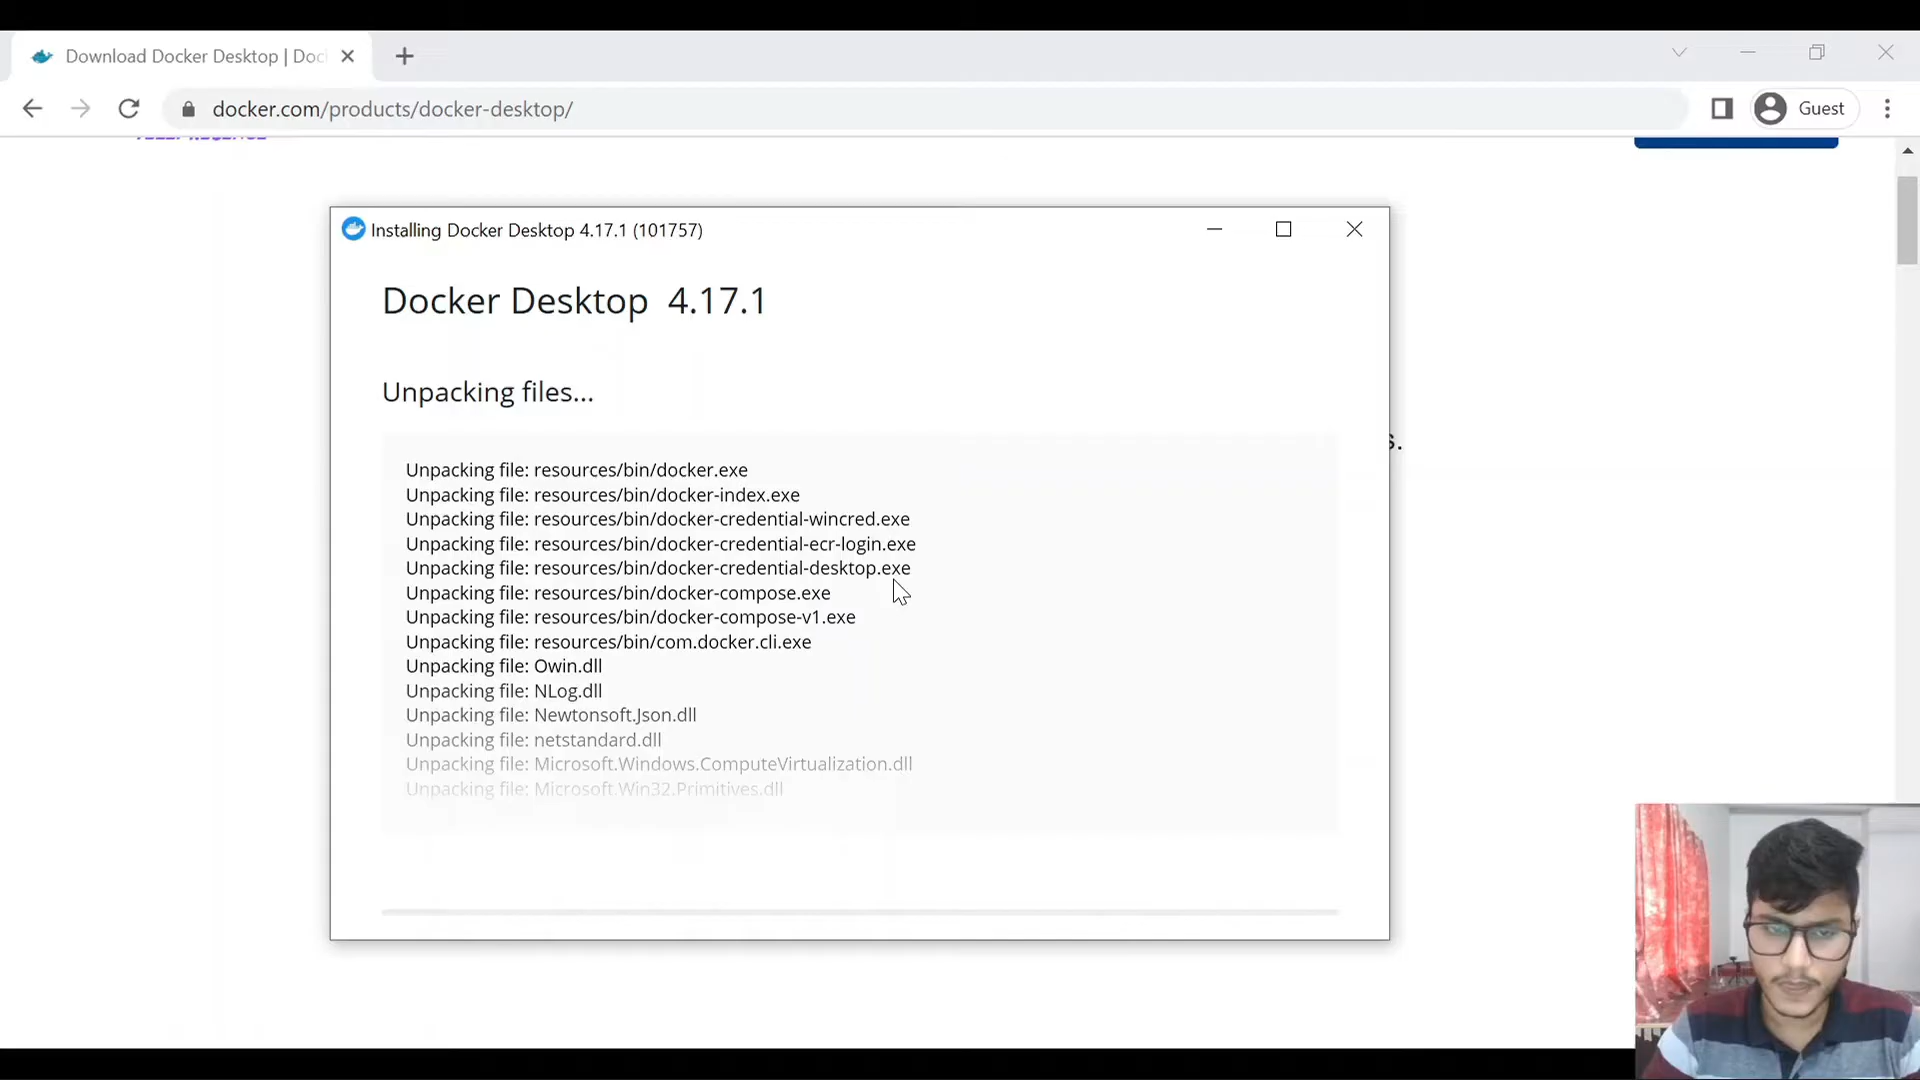 Download Docker Desktop | Doc
docker.com/products/docker-desktop/
Guest
Installing Docker Desktop 4.17.1 (101757)
Docker Desktop 4.17.1
Unpacking files...
s.
Unpacking file: resources/bin/docker.exe
Unpacking file: resources/bin/docker-index.exe
Unpacking file: resources/bin/docker-credential-wincred.exe
Unpacking file: resources/bin/docker-credential-ecr-login.exe
Unpacking file: resources/bin/docker-credential-desktop.exe
Unpacking file: resources/bin/docker-compose.exe
Unpacking file: resources/bin/docker-compose-v1.exe
Unpacking file: resources/bin/com.docker.cli.exe
Unpacking file: Owin.dll
Unpacking file: NLog.dll
Unpacking file: Newtonsoft.Json.dll
Unpacking file: netstandard.dll
Unpacking file: Microsoft.Windows.ComputeVirtualization.dll
Unpacking file: Microsoft.Win32.Primitives.dll